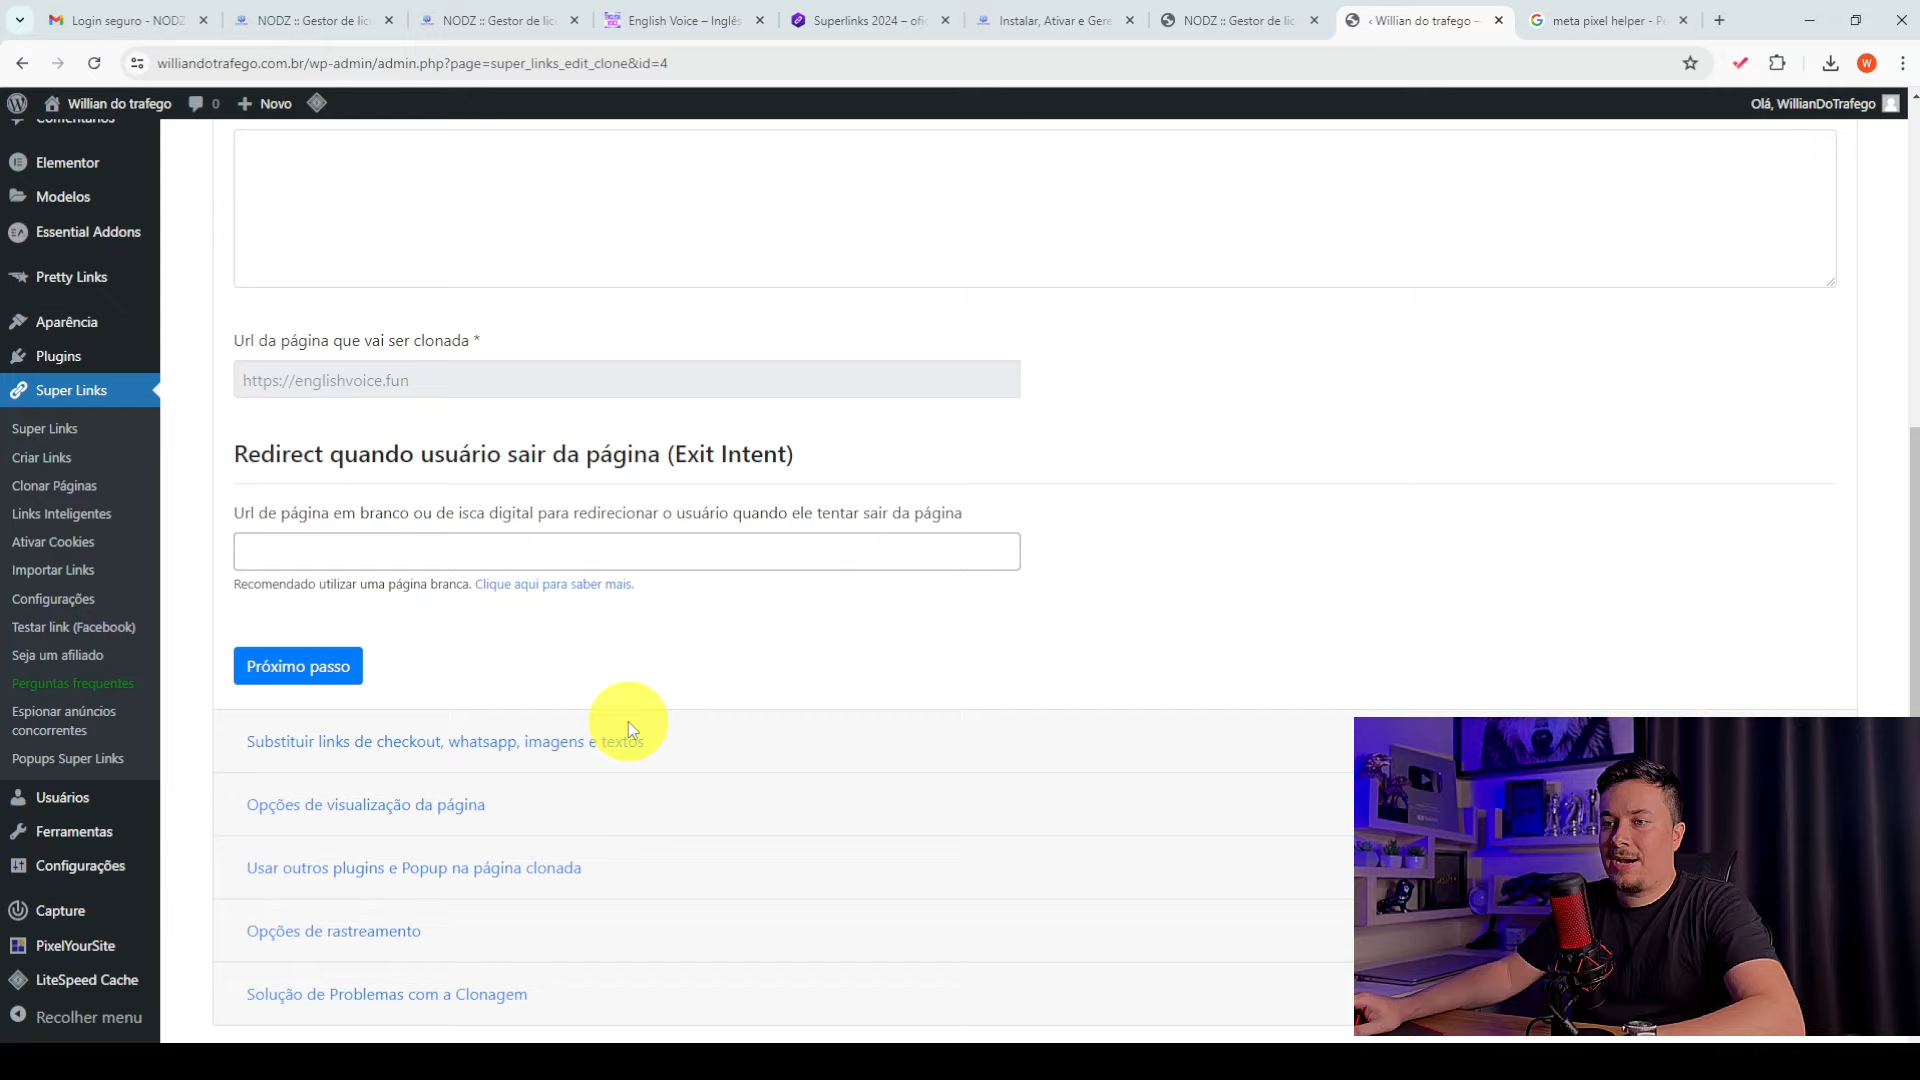 Login seguro - NODZ
NODZ :: Gestor de lic
NODZ :: Gestor de lic
English Voice – Inglês
Superlinks 2024 – ofi
Instalar, Ativar e Gere
NODZ :: Gestor de lic
‹ Willian do trafego —
meta pixel helper - Pe
williandotrafego.com.br/wp-admin/admin.php?page=super_links_edit_clone&id=4
W
Willian do trafego
0
Novo
Olá, WillianDoTrafego
Comentários
Elementor
Modelos
Essential Addons
Pretty Links
Aparência
Plugins
Super Links
Super Links
Criar Links
Clonar Páginas
Links Inteligentes
Ativar Cookies
Importar Links
Configurações
Testar link (Facebook)
Seja um afiliado
Perguntas frequentes
Espionar anúncios
concorrentes
Popups Super Links
Usuários
Ferramentas
Configurações
Capture
PixelYourSite
LiteSpeed Cache
Recolher menu
Url da página que vai ser clonada *
https://englishvoice.fun
Redirect quando usuário sair da página (Exit Intent)
Url de página em branco ou de isca digital para redirecionar o usuário quando ele tentar sair da página
Recomendado utilizar uma página branca. Clique aqui para saber mais.
Próximo passo
Substituir links de checkout, whatsapp, imagens e textos
Opções de visualização da página
Usar outros plugins e Popup na página clonada
Opções de rastreamento
Solução de Problemas com a Clonagem